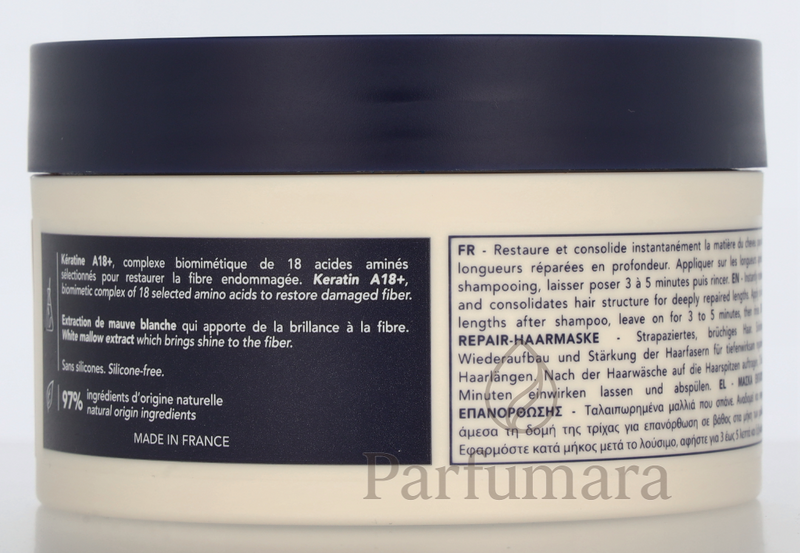 Kératine A18+, complexe biomimétique de 18 acides aminés
sélectionnés pour restaurer la fibre endommagée. Keratin A18+,
biomimetic complex of 18 selected amino acids to restore damaged fiber.
Extraction de mauve blanche qui apporte de la brillance à la fibre.
White mallow extract which brings shine to the fiber.
Sans silicones. Silicone-free.
97% ingrédients d'origine naturelle
natural origin ingredients
MADE IN FRANCE
FR - Restaure et consolide instantanément la matière du cheveu,
longueurs réparées en profondeur. Appliquer sur les longueurs
shampooing, laisser poser 3 à 5 minutes puis rincer. EN - Instantly
and consolidates hair structure for deeply repaired lengths.
lengths after shampoo, leave on for 3 to 5 minutes, then
REPAIR-HAARMASKE - Strapaziertes, brüchiges Haar.
Wiederaufbau und Stärkung der Haarfasern für tiefenwirksam
Haarlängen. Nach der Haarwäsche auf die Haarspitzen
Minuten einwirken lassen und abspülen. EL - ΜΑΣΚΑ
ΕΠΑΝΟΡΘΩΣΗΣ - Ταλαιπωρημένα μαλλιά που σπάνε.
άμεσα τη δομή της τρίχας για επανόρθωση σε βάθος στα μήκη
Εφαρμόστε κατά μήκος μετά το λούσιμο, αφήστε για 3 έως 5 λεπτά και
Parfumara